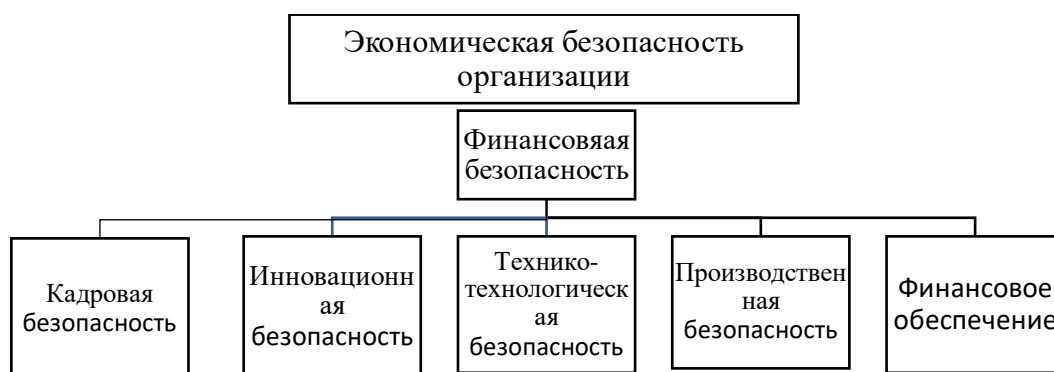 Экономическая безопасность
организации
Финансовяая
безопасность
Кадровая
безопасность
Инновационн
ая
безопасность
Технико-
технологическ
ая
безопасность
Производствен
ная
безопасность
Финансовое
обеспечение